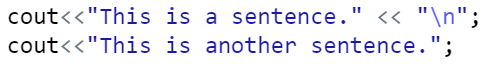 cout<<"This is a sentence." << "\n";
cout<<"This is another sentence.";